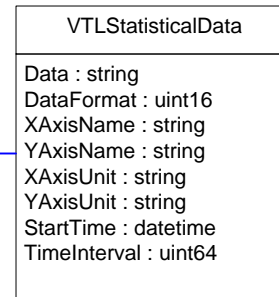 VTLStatisticalData
Data : string
DataFormat : uint16
XAxisName : string
YAxisName : string
XAxisUnit : string
YAxisUnit : string
StartTime : datetime
TimeInterval : uint64